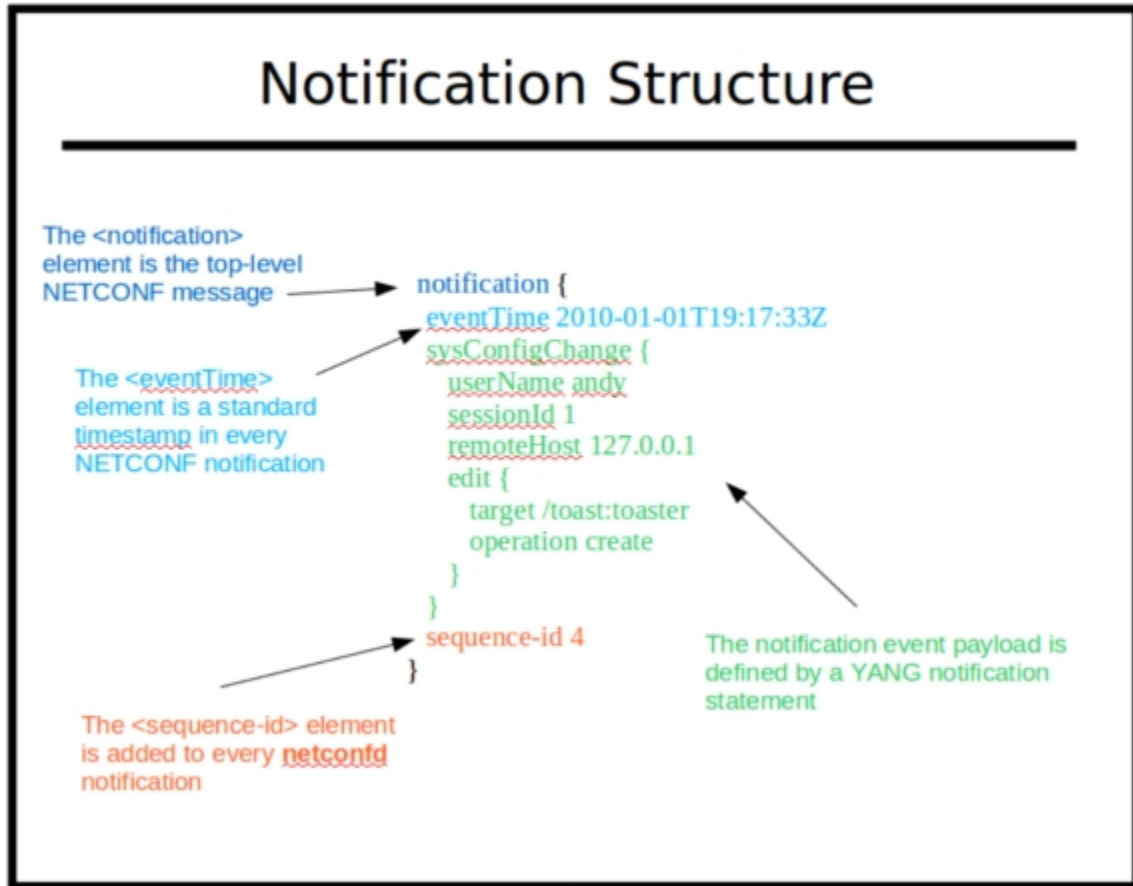 Notification Structure
The <notification>
element is the top-level
NETCONF message
notification {
eventTime 2010-01-01T19:17:33Z
sysConfigChange {
userName andy
sessionId 1
remoteHost 127.0.0.1
edit {
target /toast:toaster
operation create
}
}
sequence-id 4
}
The <eventTime>
element is a standard
timestamp in every
NETCONF notification
The notification event payload is
defined by a YANG notification
statement
The <sequence-id> element
is added to every netconfd
notification